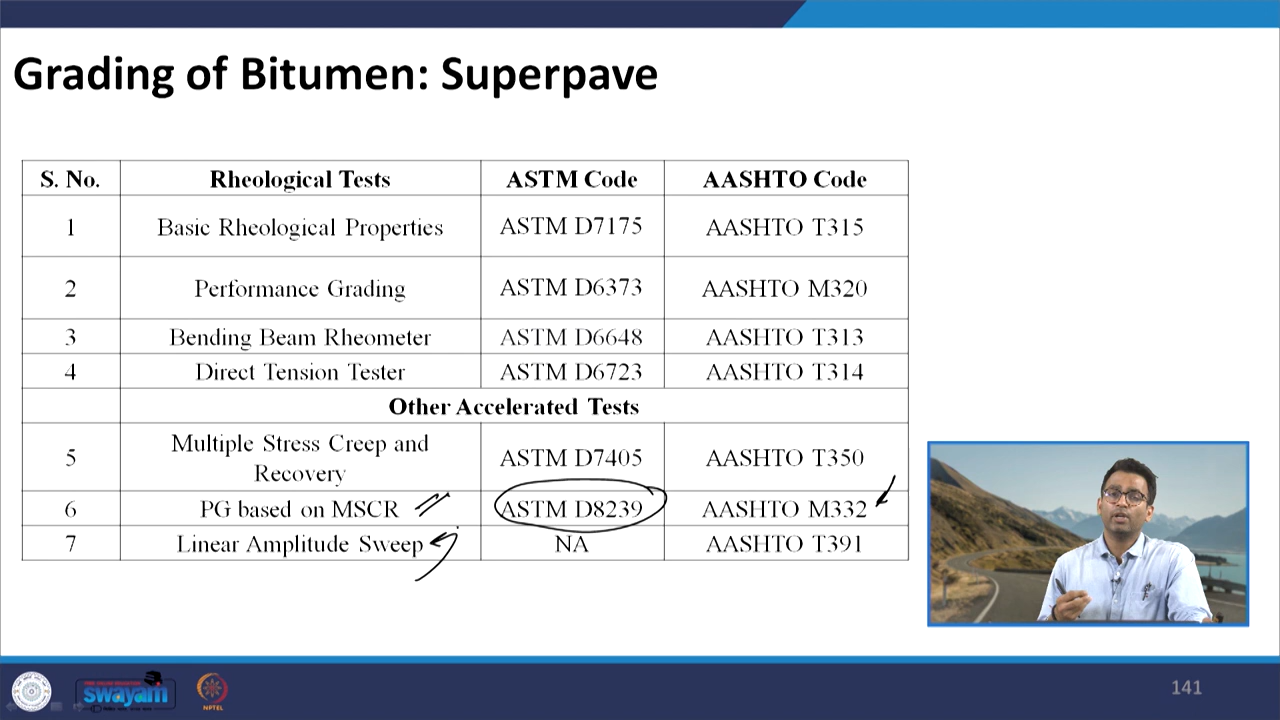 Grading of Bitumen: Superpave
S. No. Rheological Tests ASTM Code AASHTO Code
1 Basic Rheological Properties ASTM D7175 AASHTO T315
2 Performance Grading ASTM D6373 AASHTO M320
3 Bending Beam Rheometer ASTM D6648 AASHTO T313
4 Direct Tension Tester ASTM D6723 AASHTO T314
Other Accelerated Tests
5 Multiple Stress Creep and Recovery ASTM D7405 AASHTO T350
6 PG based on MSCR ASTM D8239 AASHTO M332
7 Linear Amplitude Sweep NA AASHTO T391
swayam
NPTEL
141